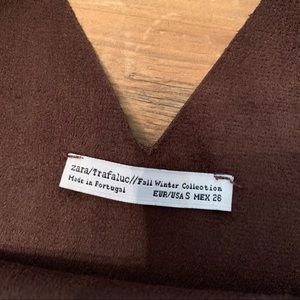 zara/Trafaluc//Fall Winter Collection
Made in Portugal
EUR/USA S MEX 26